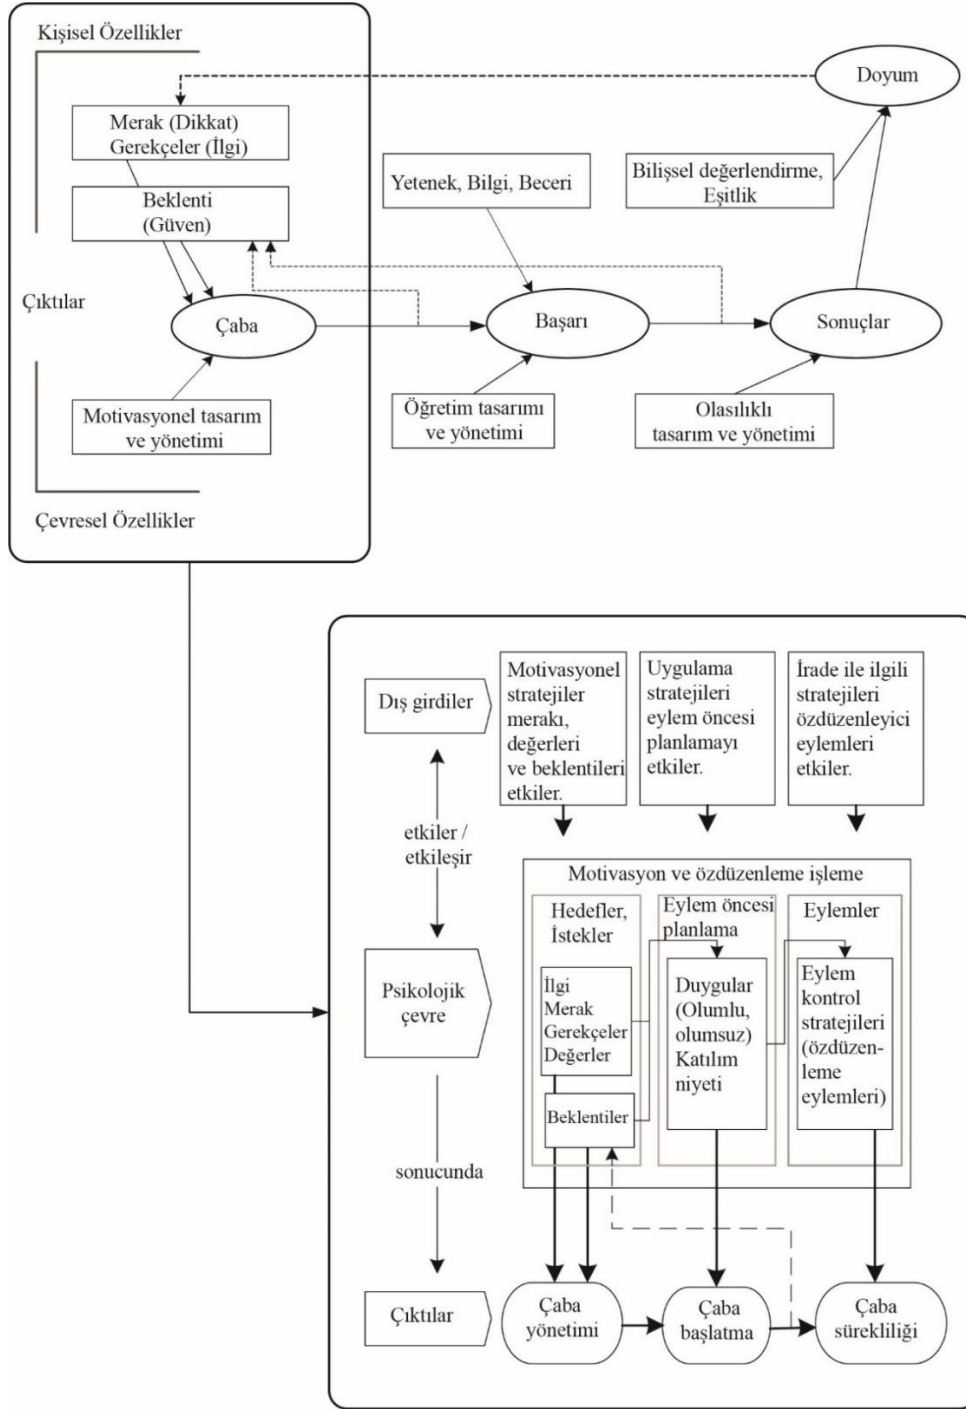 Kişisel Özellikler
Doyum
Merak (Dikkat)
Gerekçeler (İlgi)
Yetenek, Bilgi, Beceri
Bilişsel değerlendirme,
Eşitlik
Beklenti
(Güven)
Çıktılar
Çaba
Başarı
Sonuçlar
Motivasyonel tasarım
ve yönetimi
Öğretim tasarımı
ve yönetimi
Olasılıklı
tasarım ve yönetimi
Çevresel Özellikler
Dış girdiler
Motivasyonel
stratejiler
merakı,
değerleri
ve beklentileri
etkiler.
Uygulama
stratejileri
eylem öncesi
planlamayı
etkiler.
İrade ile ilgili
stratejileri
özdüzenleyici
eylemleri
etkiler.
etkiler /
etkileşir
Motivasyon ve özdüzenleme işleme
Hedefler,
İstekler
Eylem öncesi
planlama
Eylemler
Psikolojik
çevre
İlgi
Merak
Gerekçeler
Değerler
Beklentiler
Duygular
(Olumlu,
olumsuz)
Katılım
niyeti
Eylem
kontrol
stratejileri
(özdüzen-
leme
eylemleri)
sonucunda
Çıktılar
Çaba
yönetimi
Çaba
başlatma
Çaba
sürekliliği